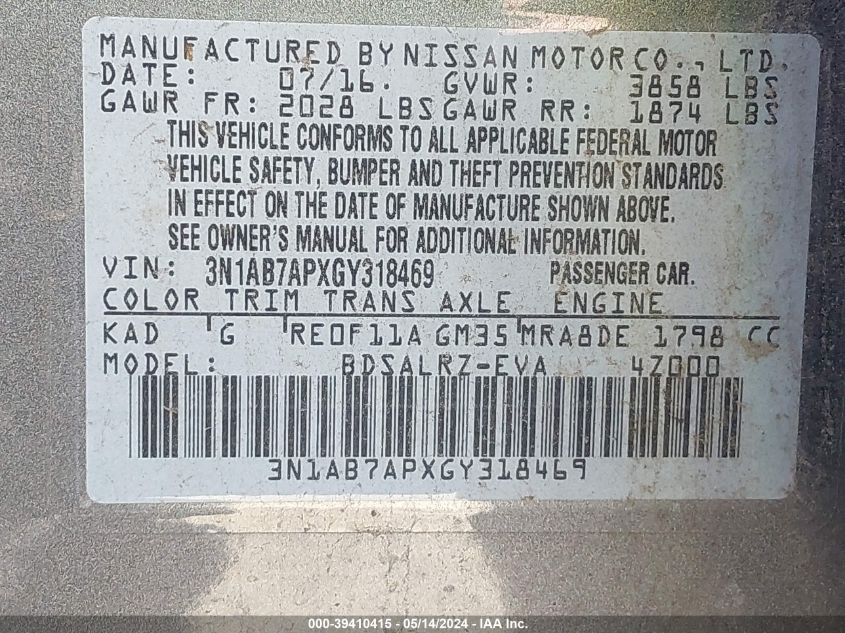 MANUFACTURED BY NISSAN MOTOR CO., LTD.
DATE: 07/16. GVWR: 3858 LBS
GAWR FR: 2028 LBS GAWR RR: 1874 LBS
THIS VEHICLE CONFORMS TO ALL APPLICABLE FEDERAL MOTOR
VEHICLE SAFETY, BUMPER AND THEFT PREVENTION STANDARDS
IN EFFECT ON THE DATE OF MANUFACTURE SHOWN ABOVE.
SEE OWNER'S MANUAL FOR ADDITIONAL INFORMATION.
VIN: 3N1AB7APXGY318469 PASSENGER CAR.
COLOR TRIM TRANS AXLE ENGINE
KAD G RE0F11A GM35 MRA8DE 1798 CC
MODEL: BDSALRZ-EVA 4Z000
3N1AB7APXGY318469
000-39410415 - 05/14/2024 - IAA, Inc.